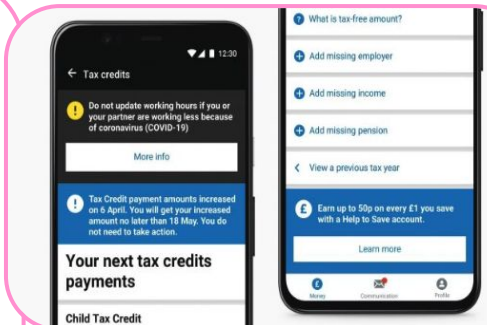 12:30
← Tax credits
! Do not update working hours if you or
your partner are working less because
of coronavirus (COVID-19)
More info
! Tax Credit payment amounts increased
on 6 April. You will get your increased
amount no later than 18 May. You do
not need to take action.
Your next tax credits
payments
Child Tax Credit
? What is tax-free amount?
+ Add missing employer
+ Add missing income
+ Add missing pension
< View a previous tax year
£ Earn up to 50p on every £1 you save
with a Help to Save account.
Learn more
£
Money Communication Profile